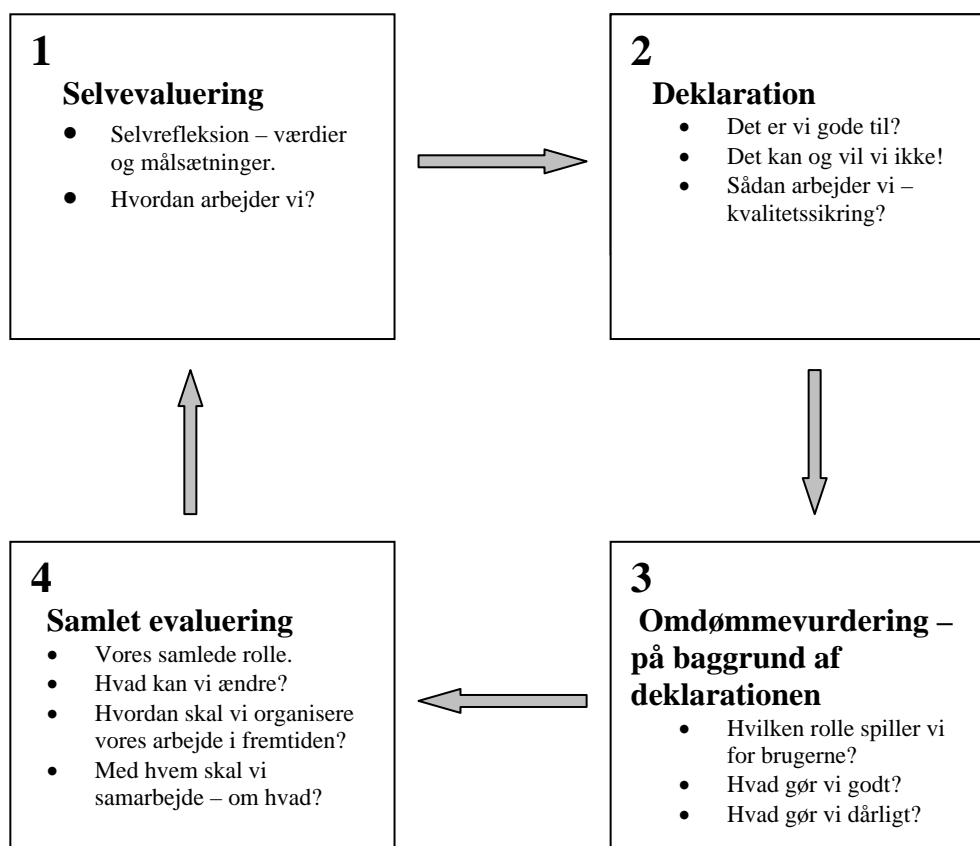 1
Selvevaluering
● Selvrefleksion – værdier
og målsætninger.
● Hvordan arbejder vi?
2
Deklaration
• Det er vi gode til?
• Det kan og vil vi ikke!
• Sådan arbejder vi –
kvalitetssikring?
3
Omdømmevurdering –
på baggrund af
deklarationen
• Hvilken rolle spiller vi
for brugerne?
• Hvad gør vi godt?
• Hvad gør vi dårligt?
4
Samlet evaluering
• Vores samlede rolle.
• Hvad kan vi ændre?
• Hvordan skal vi organisere
vores arbejde i fremtiden?
• Med hvem skal vi
samarbejde – om hvad?